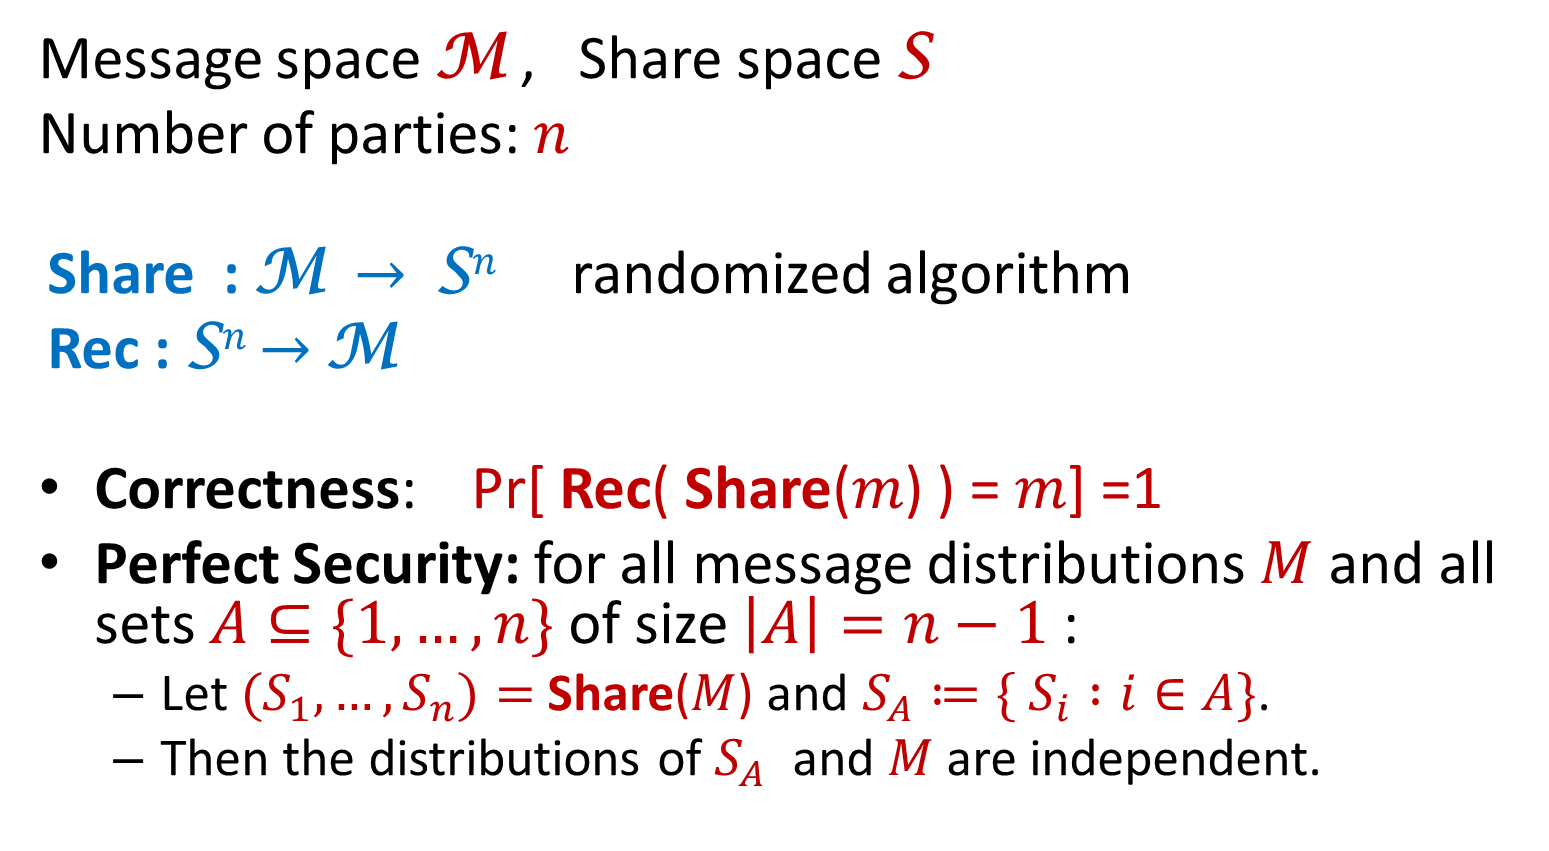 Message space ℳ , Share space 𝒮
Number of parties: n
Share : ℳ → 𝒮ⁿ randomized algorithm
Rec : 𝒮ⁿ → ℳ
• Correctness: Pr[ Rec( Share(m) ) = m] =1
• Perfect Security: for all message distributions M and all
sets A ⊆ {1, … , n} of size |A| = n − 1 :
– Let (S₁, … , Sₙ) = Share(M) and S_A ≔ { Sᵢ : i ∈ A}.
– Then the distributions of S_A and M are independent.